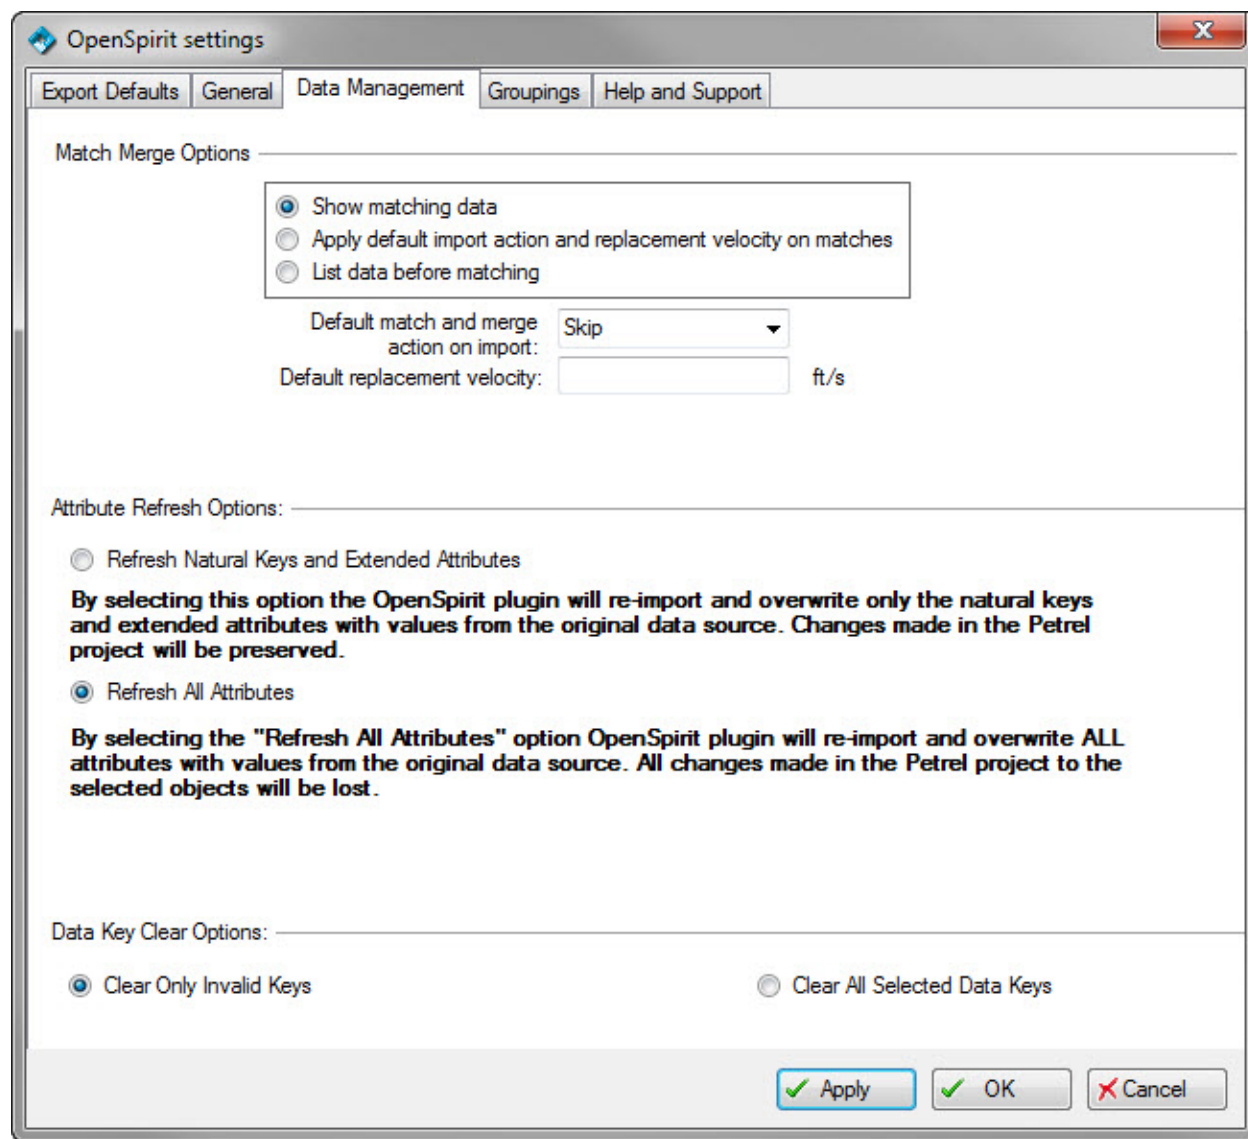 OpenSpirit settings
Export Defaults General Data Management Groupings Help and Support
Match Merge Options
Show matching data
Apply default import action and replacement velocity on matches
List data before matching
Default match and merge
action on import:
Skip
Default replacement velocity:
ft/s
Attribute Refresh Options:
Refresh Natural Keys and Extended Attributes
By selecting this option the OpenSpirit plugin will re-import and overwrite only the natural keys
and extended attributes with values from the original data source. Changes made in the Petrel
project will be preserved.
Refresh All Attributes
By selecting the "Refresh All Attributes" option OpenSpirit plugin will re-import and overwrite ALL
attributes with values from the original data source. All changes made in the Petrel project to the
selected objects will be lost.
Data Key Clear Options:
Clear Only Invalid Keys Clear All Selected Data Keys
Apply OK Cancel